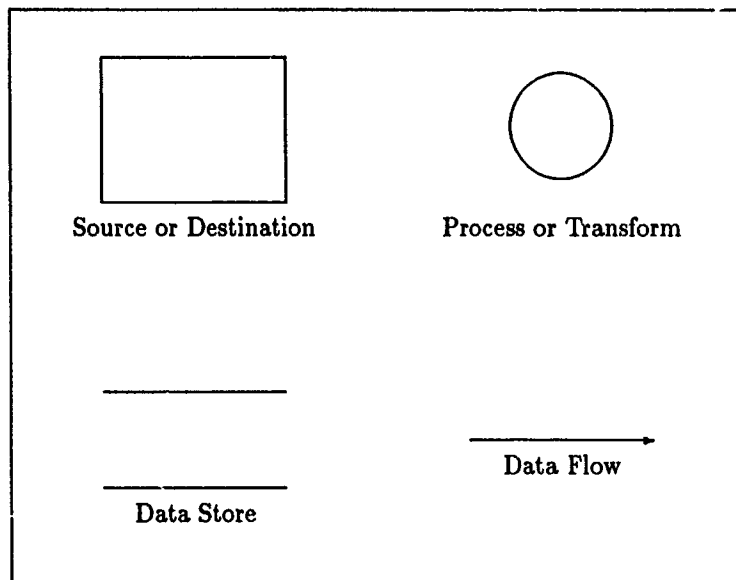 Source or Destination
Process or Transform
Data Flow
Data Store